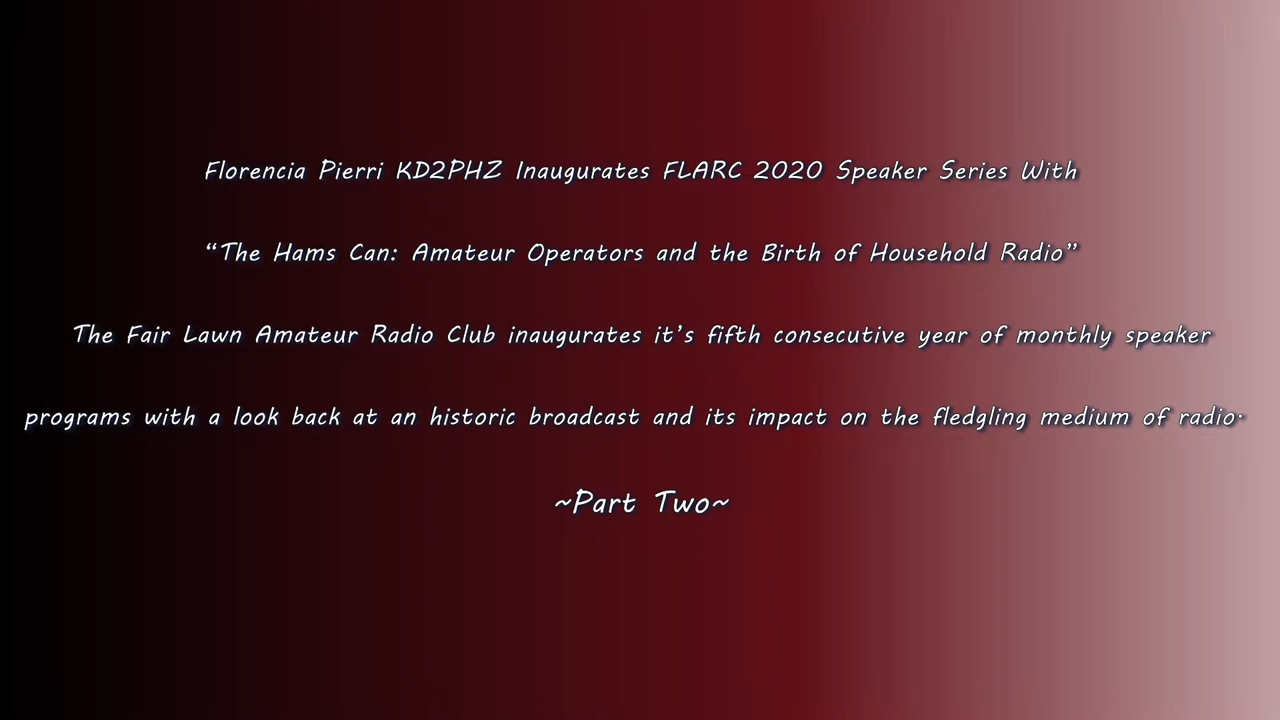 Florencia Pierri KD2PHZ Inaugurates FLARC 2020 Speaker Series With
“The Hams Can: Amateur Operators and the Birth of Household Radio”
The Fair Lawn Amateur Radio Club inaugurates it’s fifth consecutive year of monthly speaker
programs with a look back at an historic broadcast and its impact on the fledgling medium of radio.
~Part Two~